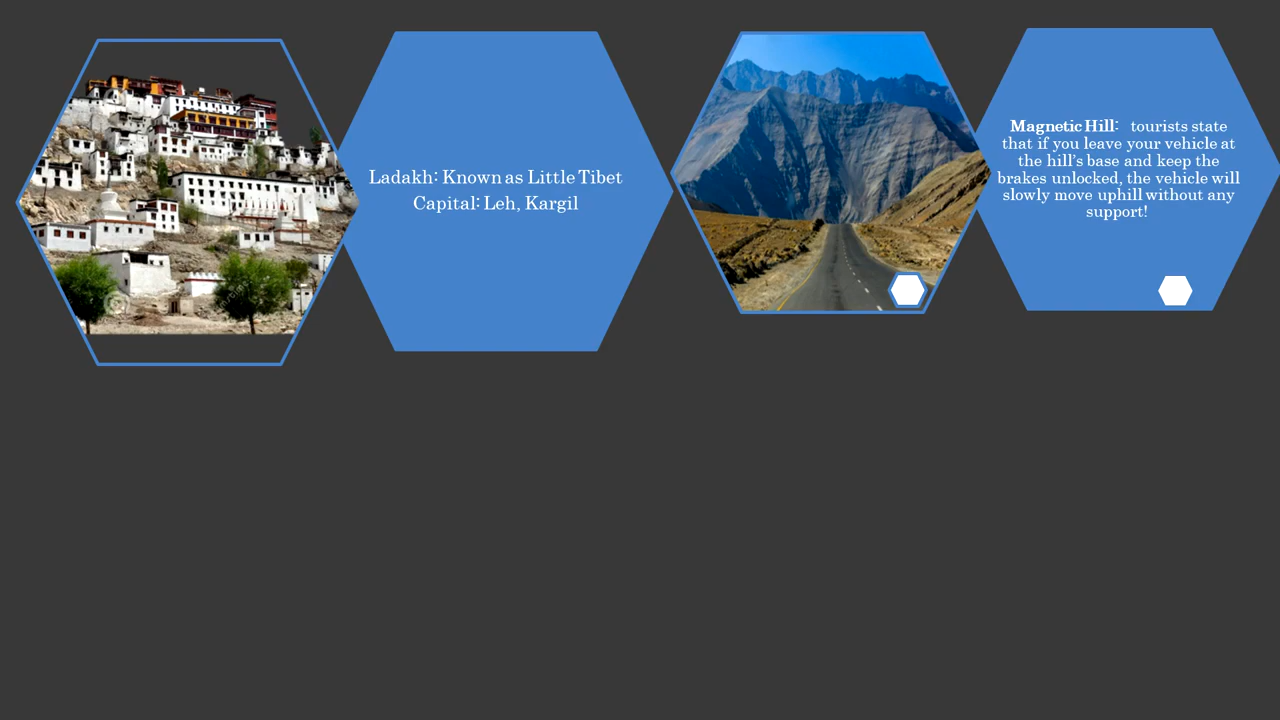 Ladakh: Known as Little Tibet
Capital: Leh, Kargil
Magnetic Hill: tourists state
that if you leave your vehicle at
the hill's base and keep the
brakes unlocked, the vehicle will
slowly move uphill without any
support!